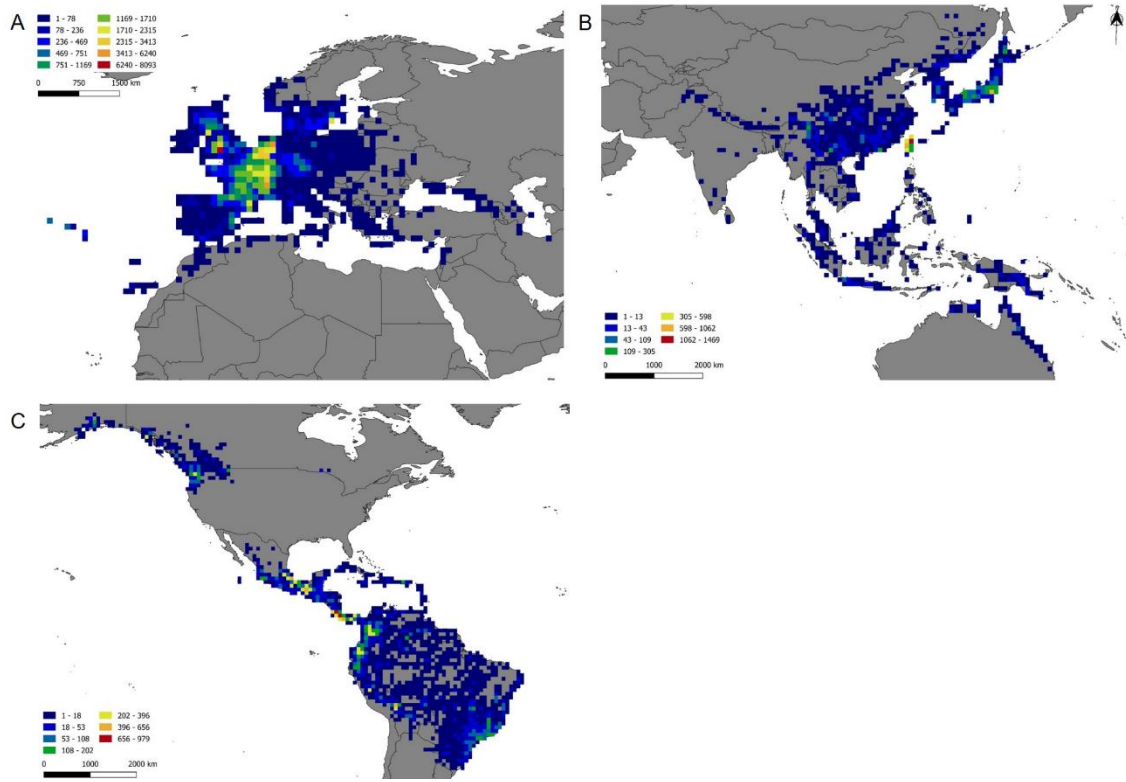 A
1 - 78 1169 - 1710
78 - 236 1710 - 2315
236 - 469 2315 - 3413
469 - 751 3413 - 6240
751 - 1169 6240 - 8093
0 750 1500 km
B
1 - 13 305 - 598
13 - 43 598 - 1062
43 - 109 1062 - 1469
109 - 305
0 1000 2000 km
C
1 - 18 202 - 396
18 - 53 396 - 656
53 - 108 656 - 979
108 - 202
0 1000 2000 km